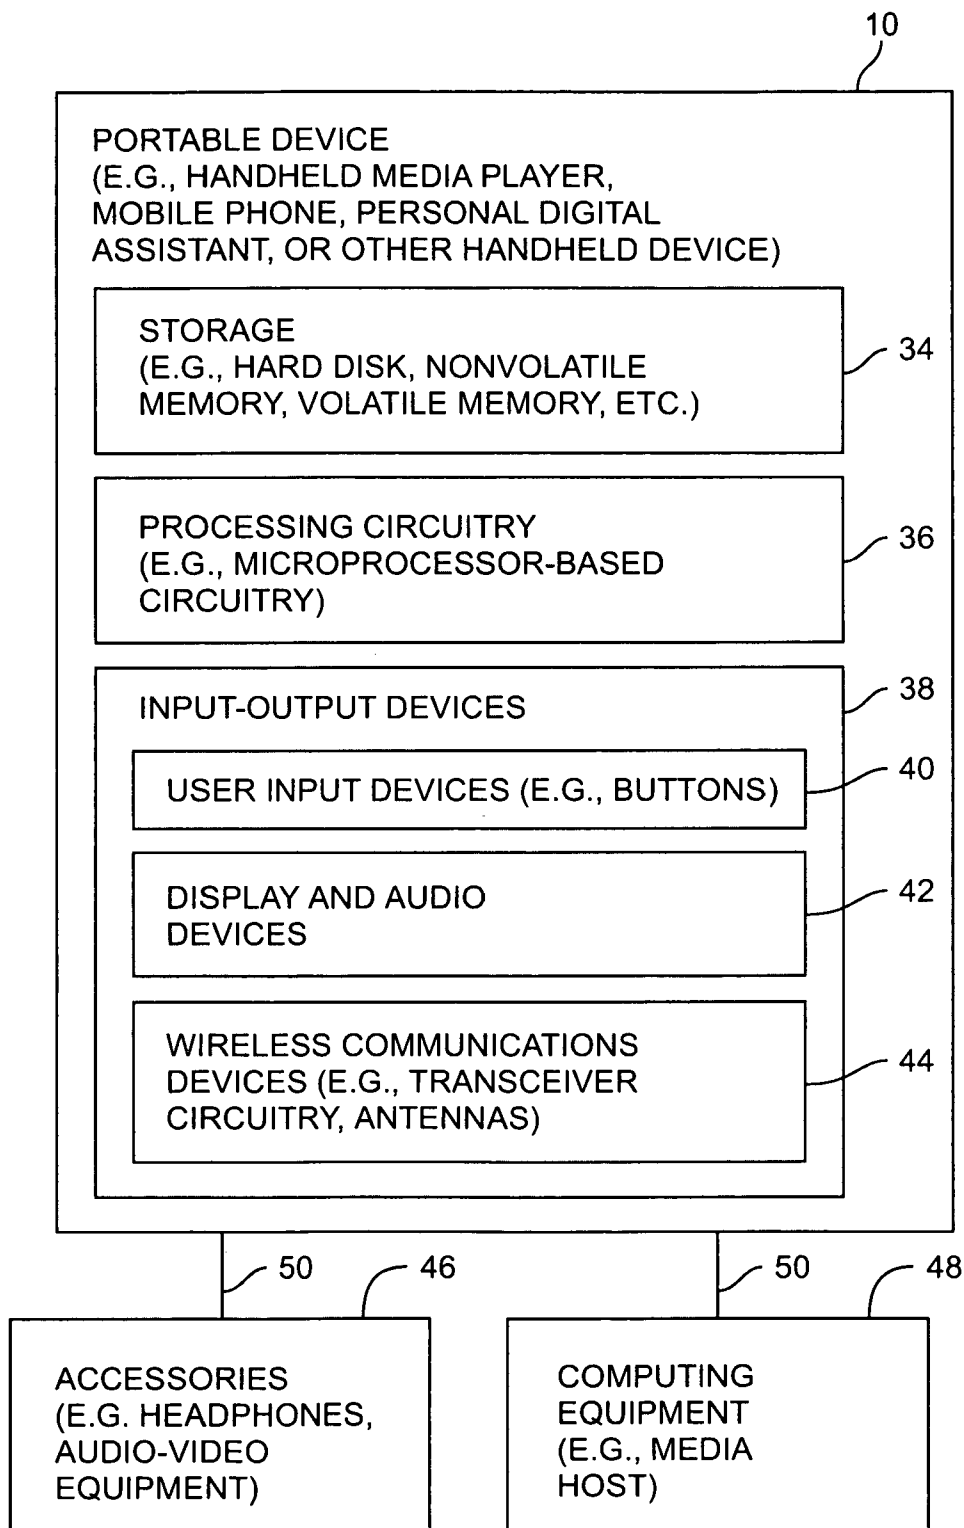 10
PORTABLE DEVICE
(E.G., HANDHELD MEDIA PLAYER,
MOBILE PHONE, PERSONAL DIGITAL
ASSISTANT, OR OTHER HANDHELD DEVICE)
STORAGE
(E.G., HARD DISK, NONVOLATILE
MEMORY, VOLATILE MEMORY, ETC.)
34
PROCESSING CIRCUITRY
(E.G., MICROPROCESSOR-BASED
CIRCUITRY)
36
INPUT-OUTPUT DEVICES
38
USER INPUT DEVICES (E.G., BUTTONS)
40
DISPLAY AND AUDIO
DEVICES
42
WIRELESS COMMUNICATIONS
DEVICES (E.G., TRANSCEIVER
CIRCUITRY, ANTENNAS)
44
50
46
50
48
ACCESSORIES
(E.G. HEADPHONES,
AUDIO-VIDEO
EQUIPMENT)
COMPUTING
EQUIPMENT
(E.G., MEDIA
HOST)